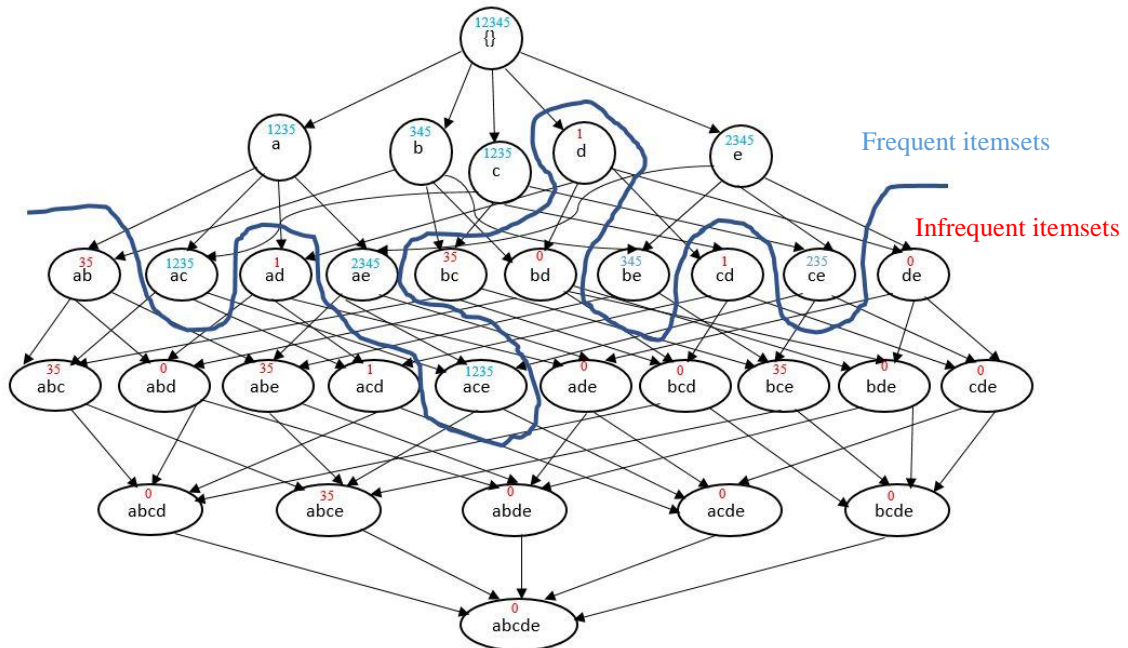 12345
{}
1235
a
345
b
1235
c
1
d
2345
e
Frequent itemsets
Infrequent itemsets
35
ab
1235
ac
1
ad
2345
ae
35
bc
0
bd
345
be
1
cd
235
ce
0
de
35
abc
0
abd
35
abe
1
acd
1235
ace
0
ade
0
bcd
35
bce
0
bde
0
cde
0
abcd
35
abce
0
abde
0
acde
0
bcde
0
abcde